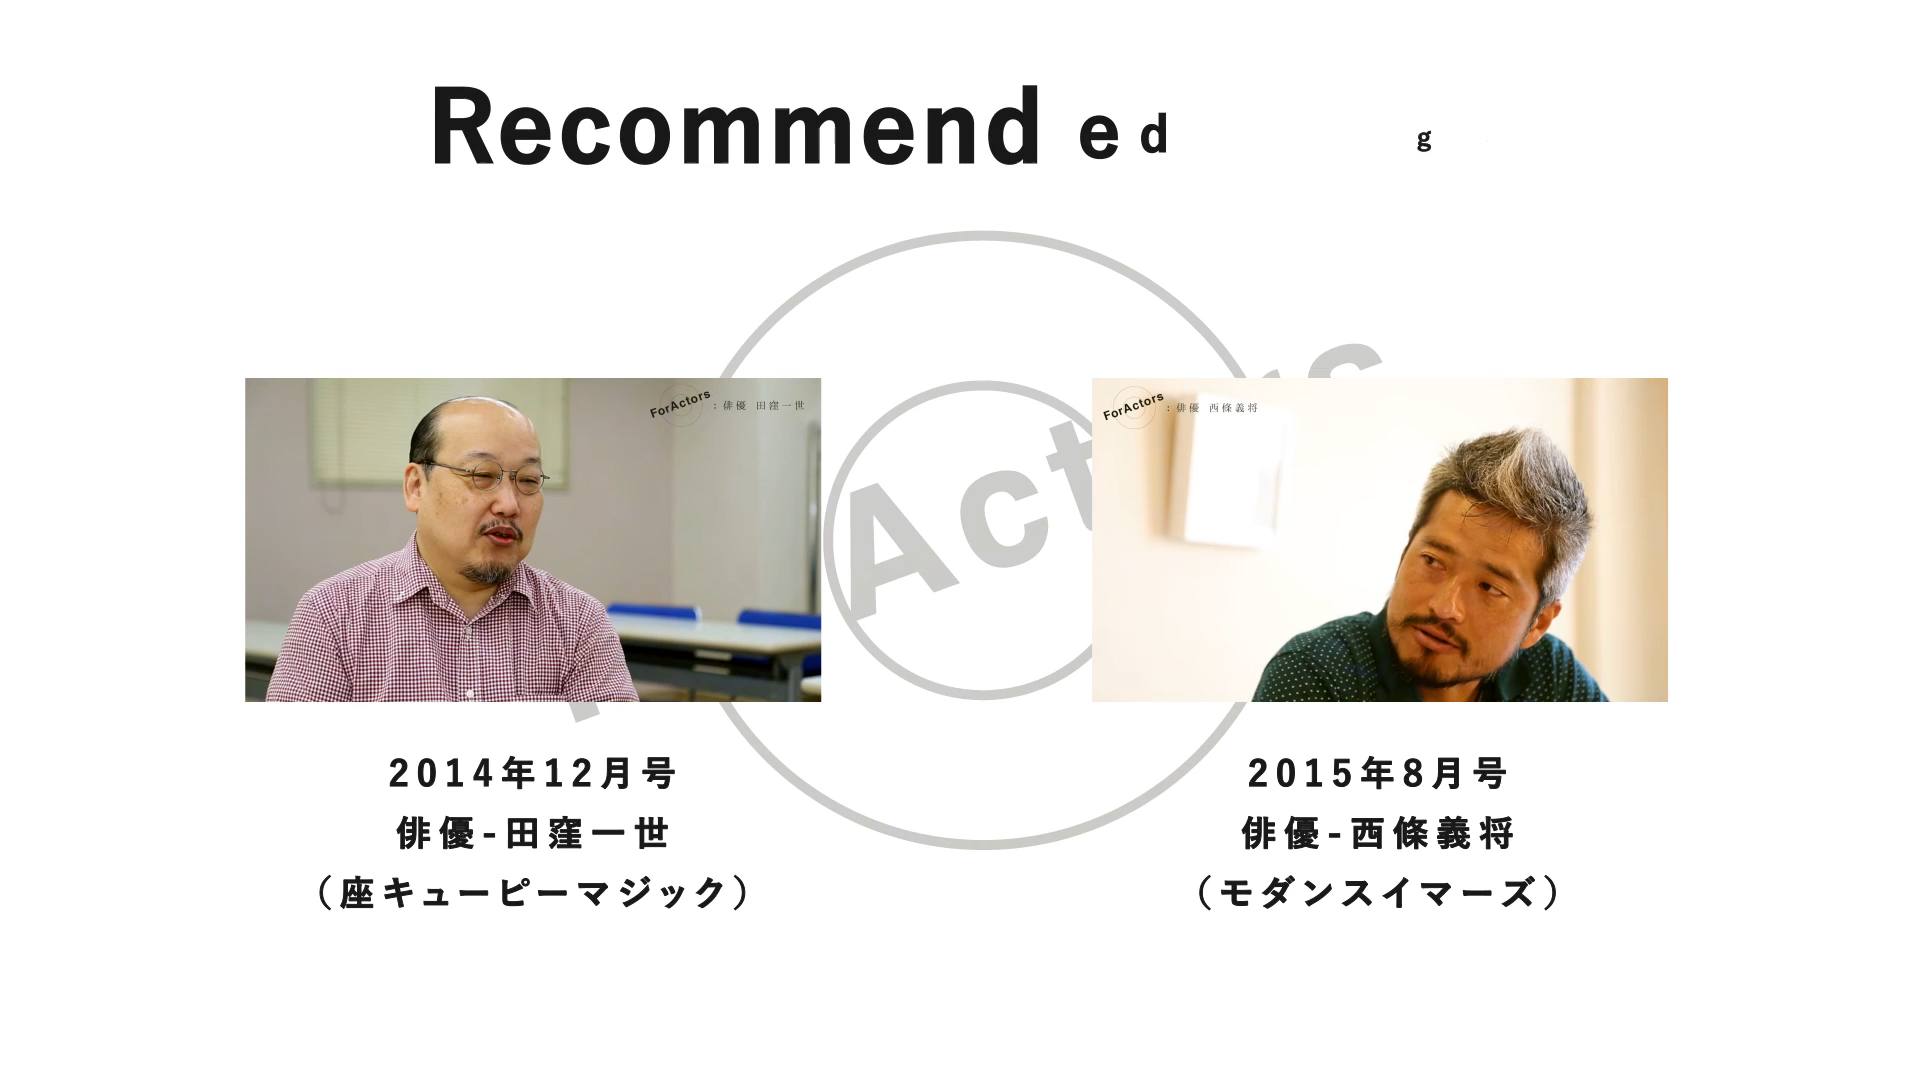 Recommend ed g
Actors
ForActors : 俳優 田窪一世
ForActors : 俳優 西條義将
2014年12月号
俳優-田窪一世
（座キューピーマジック）
2015年8月号
俳優-西條義将
（モダンスイマーズ）